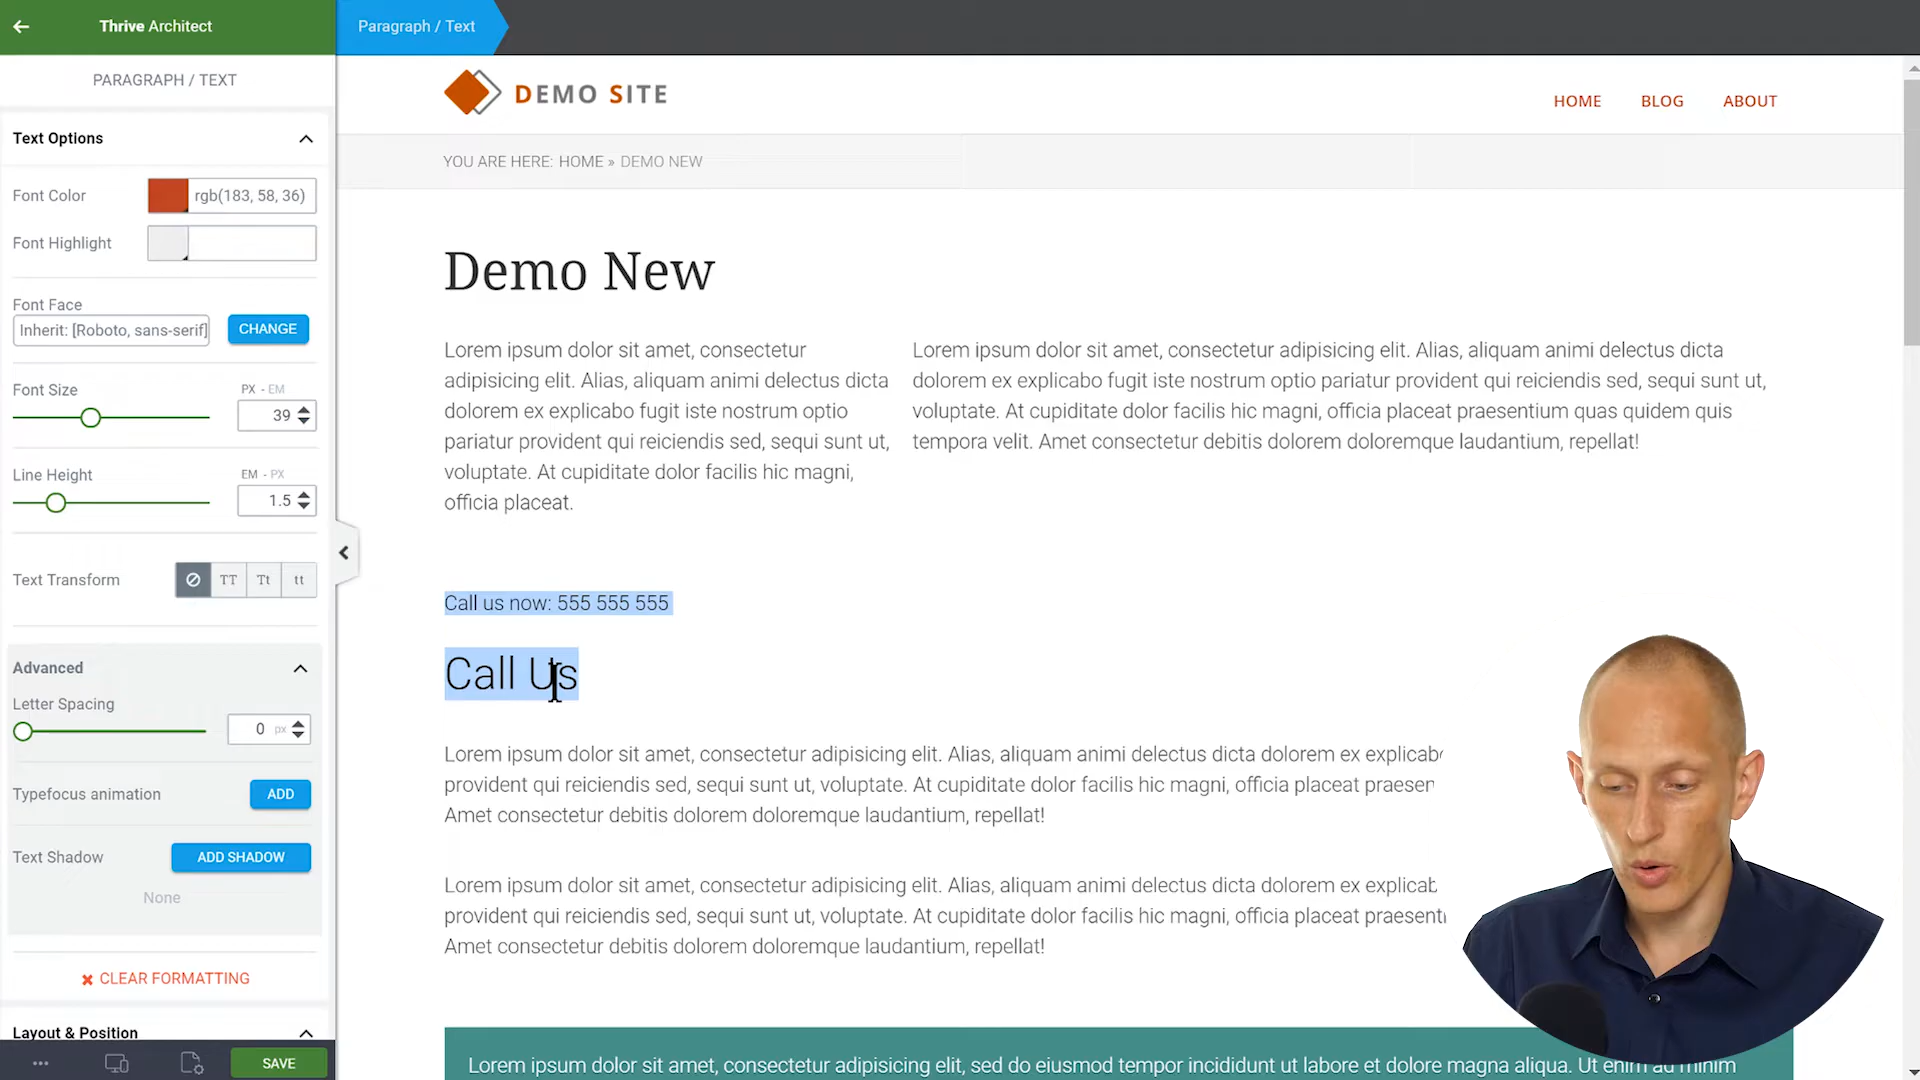 Thrive Architect
Paragraph / Text
PARAGRAPH / TEXT
Text Options
Font Color
rgb(183, 58, 36)
Font Highlight
Font Face
Inherit: [Roboto, sans-serif]
CHANGE
Font Size
PX - EM
39
Line Height
EM - PX
1.5
Text Transform
TT
Tt
tt
Advanced
Letter Spacing
0 px
Typefocus animation
ADD
Text Shadow
ADD SHADOW
None
CLEAR FORMATTING
Layout & Position
SAVE
DEMO SITE
HOME
BLOG
ABOUT
YOU ARE HERE: HOME » DEMO NEW
Demo New
Lorem ipsum dolor sit amet, consectetur
adipisicing elit. Alias, aliquam animi delectus dicta
dolorem ex explicabo fugit iste nostrum optio
pariatur provident qui reiciendis sed, sequi sunt ut,
voluptate. At cupiditate dolor facilis hic magni,
officia placeat.
Lorem ipsum dolor sit amet, consectetur adipisicing elit. Alias, aliquam animi delectus dicta
dolorem ex explicabo fugit iste nostrum optio pariatur provident qui reiciendis sed, sequi sunt ut,
voluptate. At cupiditate dolor facilis hic magni, officia placeat praesentium quas quidem quis
tempora velit. Amet consectetur debitis dolorem doloremque laudantium, repellat!
Call us now: 555 555 555
Call Us
Lorem ipsum dolor sit amet, consectetur adipisicing elit. Alias, aliquam animi delectus dicta dolorem ex explicabo
provident qui reiciendis sed, sequi sunt ut, voluptate. At cupiditate dolor facilis hic magni, officia placeat praesen
Amet consectetur debitis dolorem doloremque laudantium, repellat!
Lorem ipsum dolor sit amet, consectetur adipisicing elit. Alias, aliquam animi delectus dicta dolorem ex explicab
provident qui reiciendis sed, sequi sunt ut, voluptate. At cupiditate dolor facilis hic magni, officia placeat praesenti
Amet consectetur debitis dolorem doloremque laudantium, repellat!
Lorem ipsum dolor sit amet, consectetur adipiscing elit, sed do eiusmod tempor incididunt ut labore et dolore magna aliqua. Ut enim ad minim